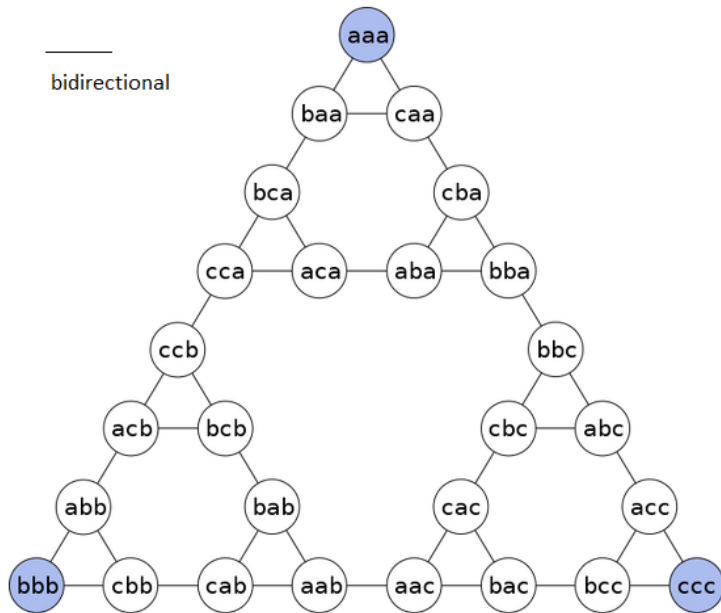 aaa
bidirectional
baa caa
bca cba
cca aca aba bba
ccb bbc
acb bcb cbc abc
abb bab cac acc
bbb cbb cab aab aac bac bcc ccc